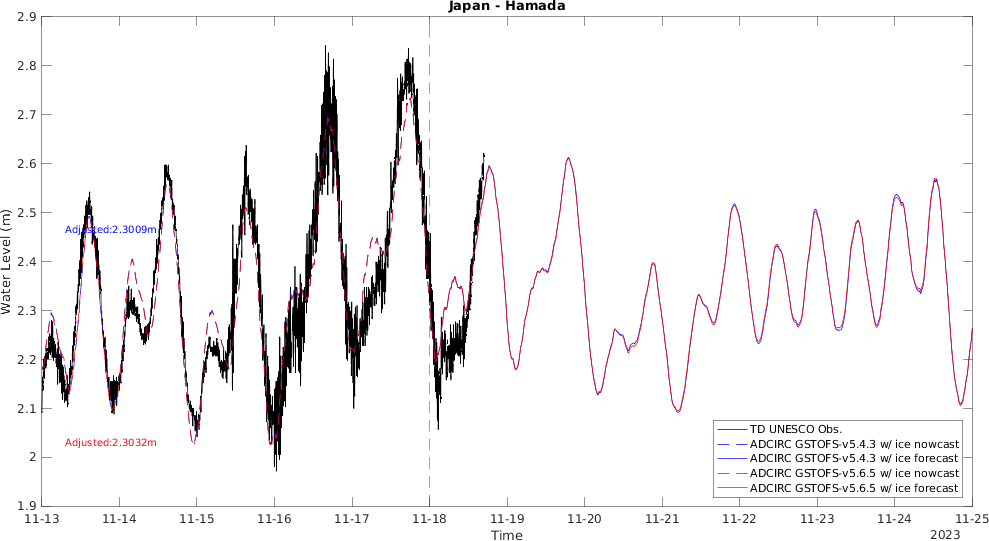 Japan - Hamada
2.9
2.8
2.7
2.6
2.5
2.4
2.3
2.2
2.1
2
1.9
Water Level (m)
Adjusted:2.3009m
Adjusted:2.3032m
TD UNESCO Obs.
ADCIRC GSTOFS-v5.4.3 w/ ice nowcast
ADCIRC GSTOFS-v5.4.3 w/ ice forecast
ADCIRC GSTOFS-v5.6.5 w/ ice nowcast
ADCIRC GSTOFS-v5.6.5 w/ ice forecast
11-13 11-14 11-15 11-16 11-17 11-18 11-19 11-20 11-21 11-22 11-23 11-24 11-25
Time
2023